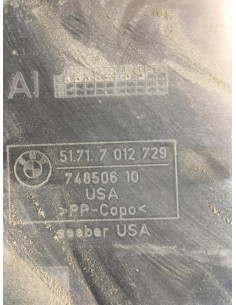 AI
51.71. 7 012 729
748506 10
USA
>PP-Copo<
seeber USA